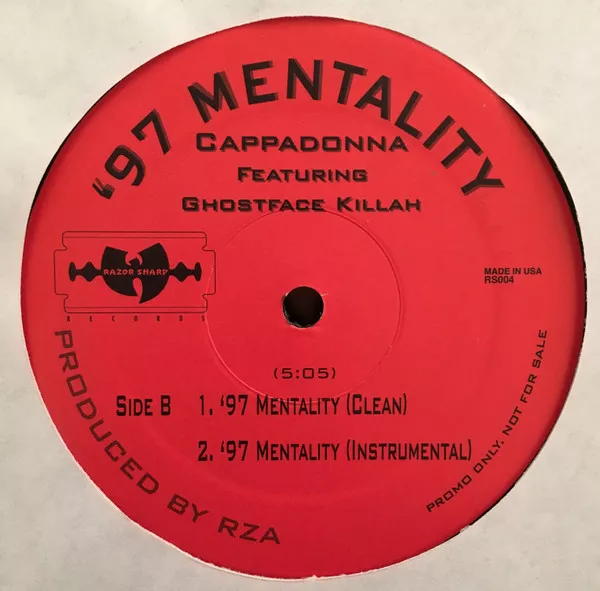 ‘97 MENTALITY
CAPPADONNA
FEATURING
GHOSTFACE KILLAH
RAZOR SHARP
RECORDS
MADE IN USA
RS004
(5:05)
SIDE B 1. ‘97 MENTALITY (CLEAN)
2. ‘97 MENTALITY (INSTRUMENTAL)
PRODUCED BY RZA
PROMO ONLY. NOT FOR SALE